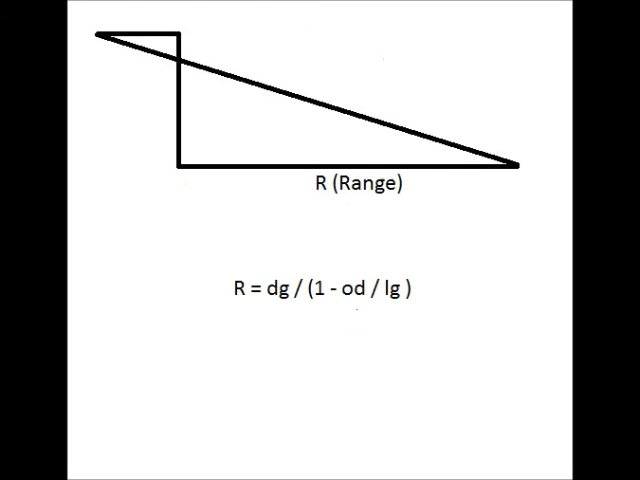 R (Range)
R = dg / (1 - od / lg )